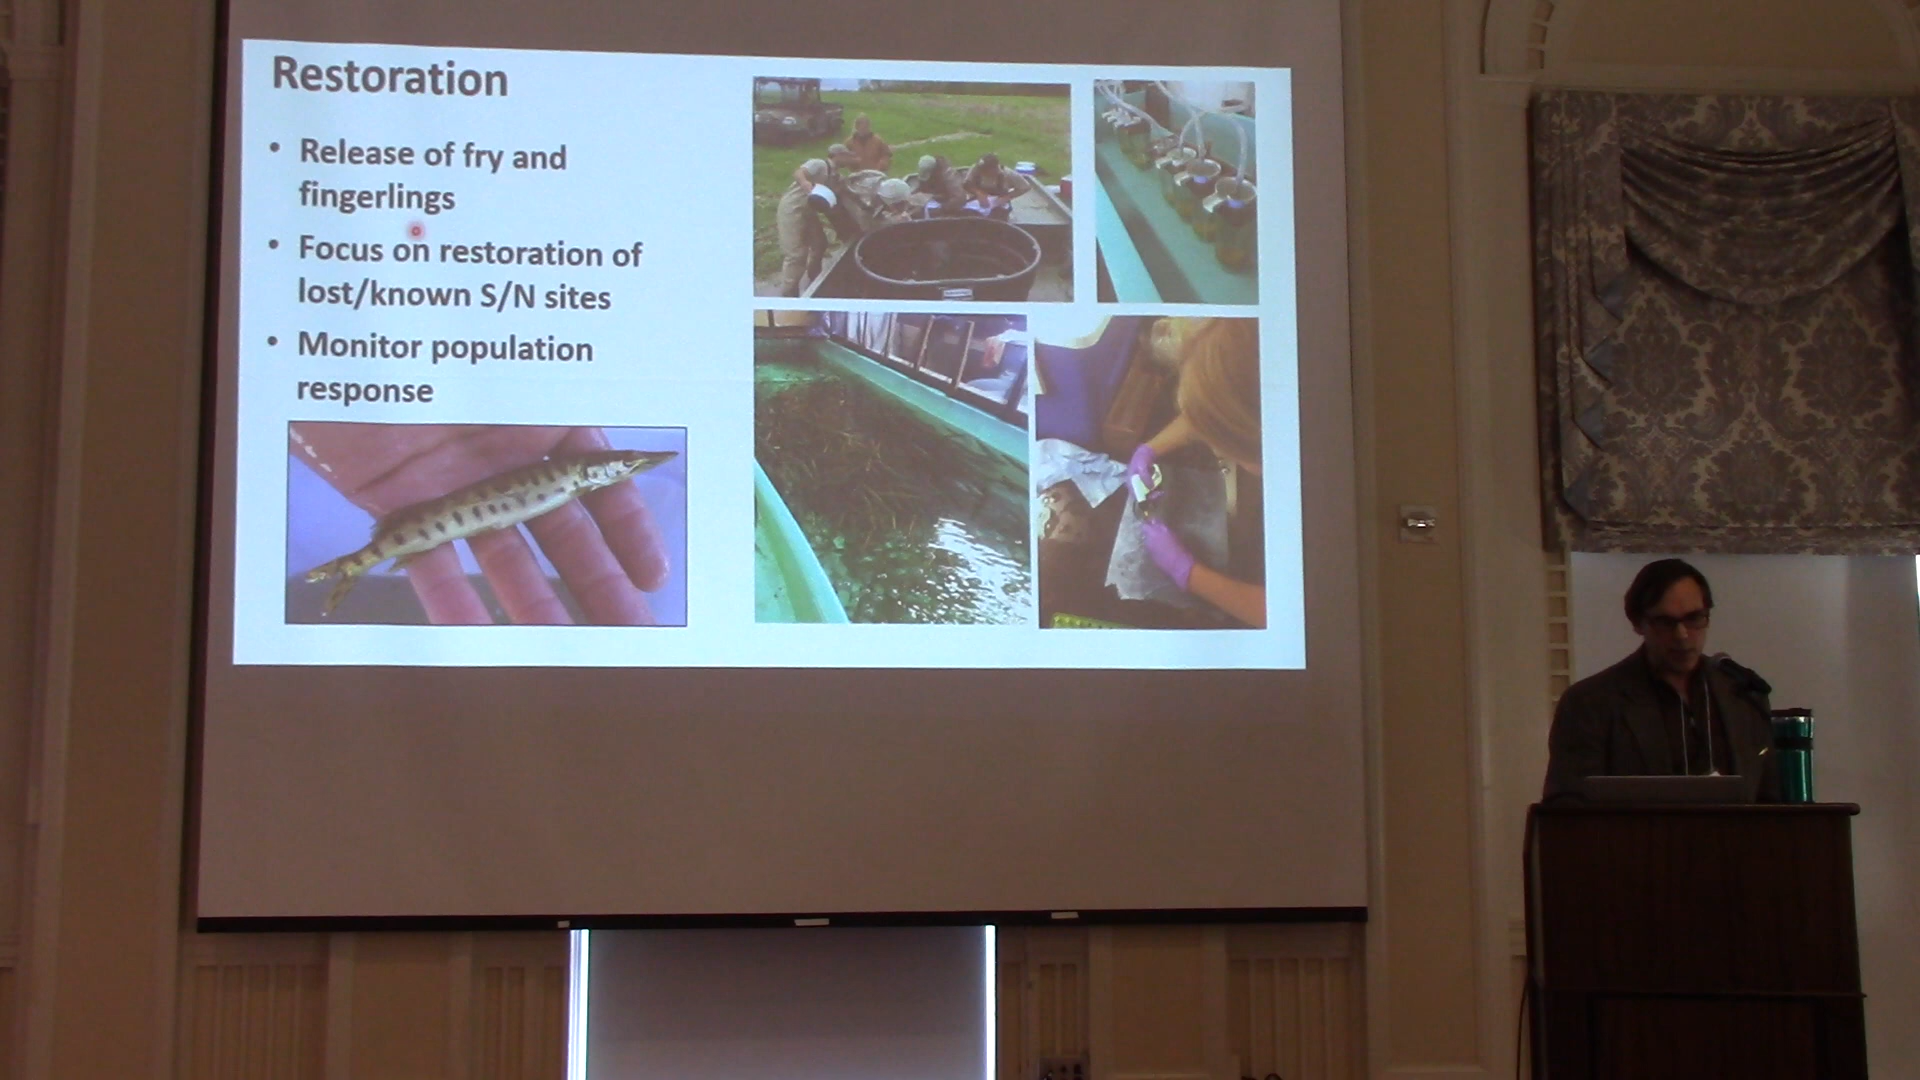 Restoration
• Release of fry and
fingerlings
• Focus on restoration of
lost/known S/N sites
• Monitor population
response